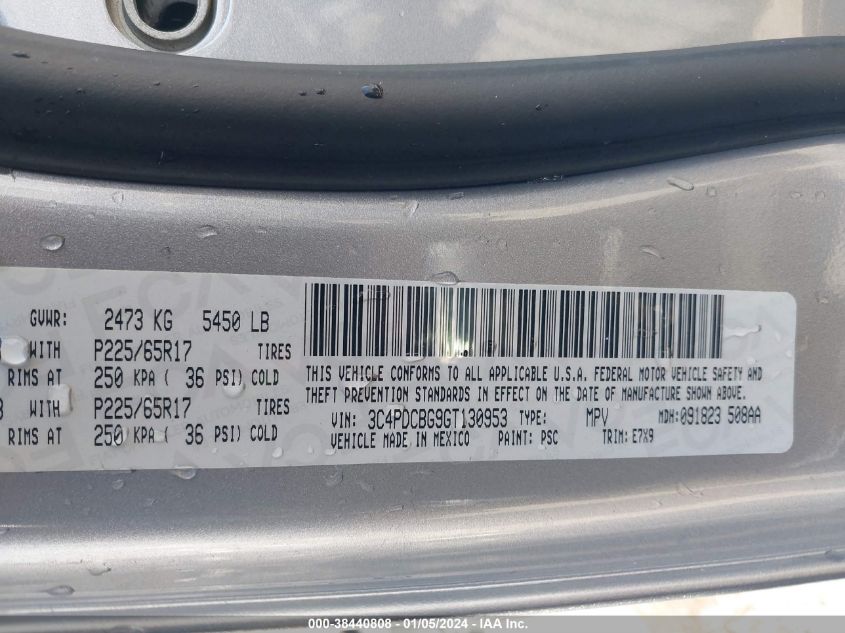 GVWR: 2473 KG 5450 LB
WITH P225/65R17 TIRES
RIMS AT 250 KPA ( 36 PSI) COLD
WITH P225/65R17 TIRES
RIMS AT 250 KPA ( 36 PSI) COLD
THIS VEHICLE CONFORMS TO ALL APPLICABLE U.S.A. FEDERAL MOTOR VEHICLE SAFETY AND
THEFT PREVENTION STANDARDS IN EFFECT ON THE DATE OF MANUFACTURE SHOWN ABOVE.
VIN: 3C4PDCBG9GT130953 TYPE: MPV MDH: 091823 508AA
VEHICLE MADE IN MEXICO PAINT: PSC TRIM: E7X9
000-38440808 - 01/05/2024 - IAA Inc.